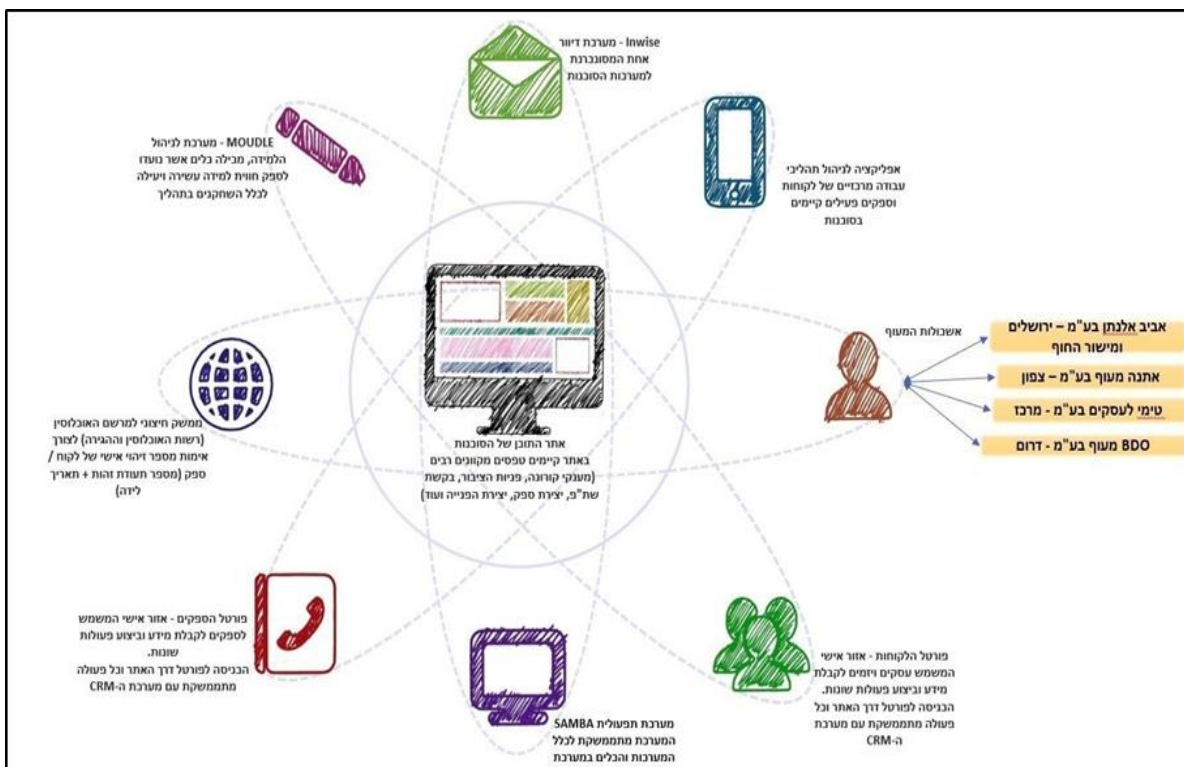 Inwise - מערכת דיוור
אחת המסונכרנת
למערכות הסוכנות
MOUDLE - מערכת לניהול
הלמידה, מבילה כלים אשר נועדו
לספק חווית למידה עשירה ויעילה
לכלל השחקנים בתהליך
אפליקציה לניהול תהליכי
עבודה מרכזיים של לקוחות
וספקים פעילים קיימים
בסוכנות
אשכולות המעוף
אביב אלנתן בע"מ – ירושלים
ומישור החוף
אתנה מעוף בע"מ – צפון
טימי לעסקים בע"מ - מרכז
BDO מעוף בע"מ - דרום
אתר התוכן של הסוכנות
באתר קיימים טפסים מקוונים רבים
(מענקי קורונה, פניות הציבור, בקשת
שת"פ, יצירת ספק, יצירת הפנייה ועוד)
ממשק חיצוני למרשם האוכלוסין
(רשות האוכלוסין וההגירה) לצורך
אימות מספר זיהוי אישי של לקוח /
ספק (מספר תעודת זהות + תאריך
לידה)
פורטל הלקוחות - אזור אישי
המשמש עסקים ויזמים לקבלת
מידע וביצוע פעולות שונות.
הכניסה לפורטל דרך האתר וכל
פעולה מתממשקת עם מערכת
ה-CRM
מערכת תפעולית SAMBA
המערכת מתממשקת לכלל
המערכות והכלים במערכת
פורטל הספקים - אזור אישי המשמש
לספקים לקבלת מידע וביצוע פעולות
שונות.
הכניסה לפורטל דרך האתר וכל פעולה
מתממשקת עם מערכת ה-CRM